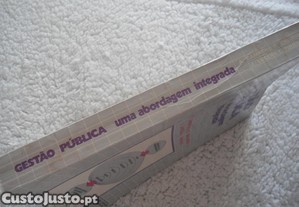 GESTÃO PÚBLICA uma abordagem integrada
CustoJusto.pt